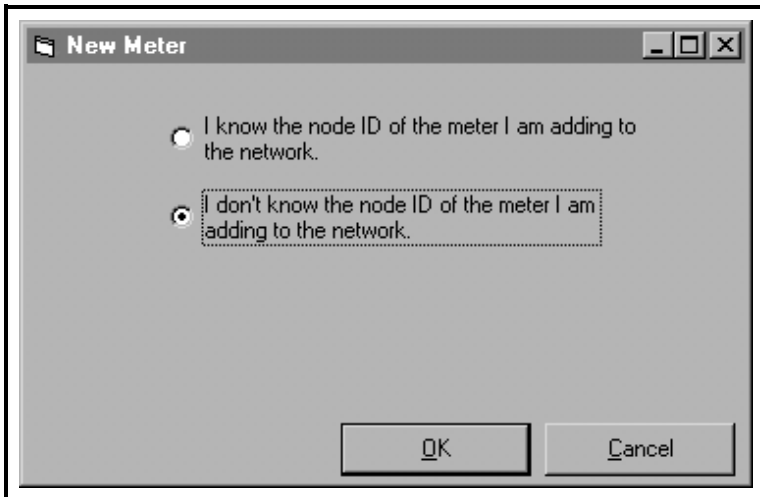 New Meter
I know the node ID of the meter I am adding to
the network.
I don't know the node ID of the meter I am
adding to the network.
OK
Cancel